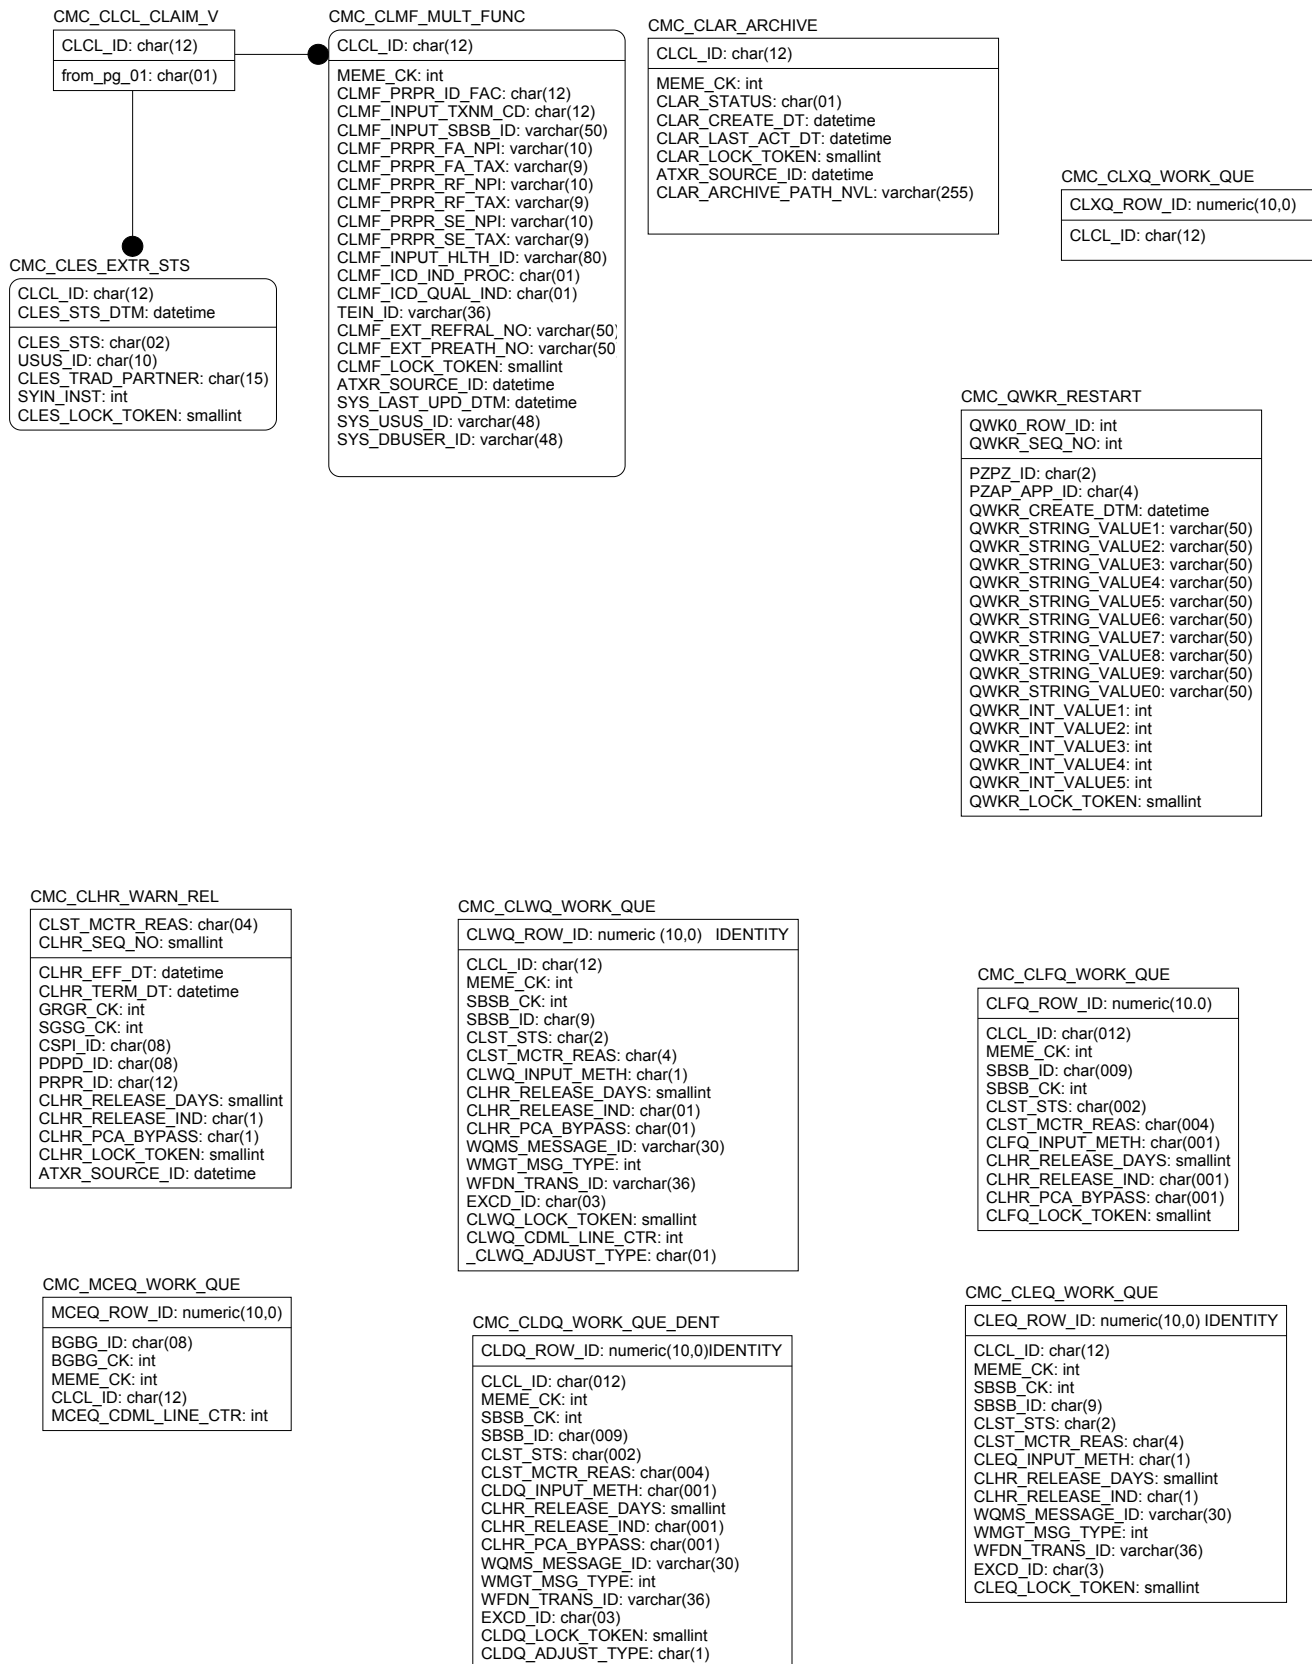 CMC_CLCL_CLAIM_V
CLCL_ID: char(12)
from_pg_01: char(01)
CMC_CLMF_MULT_FUNC
CLCL_ID: char(12)
MEME_CK: int
CLMF_PRPR_ID_FAC: char(12)
CLMF_INPUT_TXNM_CD: char(12)
CLMF_INPUT_SBSB_ID: varchar(50)
CLMF_PRPR_FA_NPI: varchar(10)
CLMF_PRPR_FA_TAX: varchar(9)
CLMF_PRPR_RF_NPI: varchar(10)
CLMF_PRPR_RF_TAX: varchar(9)
CLMF_PRPR_SE_NPI: varchar(10)
CLMF_PRPR_SE_TAX: varchar(9)
CLMF_INPUT_HLTH_ID: varchar(80)
CLMF_ICD_IND_PROC: char(01)
CLMF_ICD_QUAL_IND: char(01)
TEIN_ID: varchar(36)
CLMF_EXT_REFRAL_NO: varchar(50)
CLMF_EXT_PREATH_NO: varchar(50
CLMF_LOCK_TOKEN: smallint
ATXR_SOURCE_ID: datetime
SYS_LAST_UPD_DTM: datetime
SYS_USUS_ID: varchar(48)
SYS_DBUSER_ID: varchar(48)
CMC_CLAR_ARCHIVE
CLCL_ID: char(12)
MEME_CK: int
CLAR_STATUS: char(01)
CLAR_CREATE_DT: datetime
CLAR_LAST_ACT_DT: datetime
CLAR_LOCK_TOKEN: smallint
ATXR_SOURCE_ID: datetime
CLAR_ARCHIVE_PATH_NVL: varchar(255)
CMC_CLXQ_WORK_QUE
CLXQ_ROW_ID: numeric(10,0)
CLCL_ID: char(12)
CMC_CLES_EXTR_STS
CLCL_ID: char(12)
CLES_STS_DTM: datetime
CLES_STS: char(02)
USUS_ID: char(10)
CLES_TRAD_PARTNER: char(15)
SYIN_INST: int
CLES_LOCK_TOKEN: smallint
CMC_QWKR_RESTART
QWK0_ROW_ID: int
QWKR_SEQ_NO: int
PZPZ_ID: char(2)
PZAP_APP_ID: char(4)
QWKR_CREATE_DTM: datetime
QWKR_STRING_VALUE1: varchar(50)
QWKR_STRING_VALUE2: varchar(50)
QWKR_STRING_VALUE3: varchar(50)
QWKR_STRING_VALUE4: varchar(50)
QWKR_STRING_VALUE5: varchar(50)
QWKR_STRING_VALUE6: varchar(50)
QWKR_STRING_VALUE7: varchar(50)
QWKR_STRING_VALUE8: varchar(50)
QWKR_STRING_VALUE9: varchar(50)
QWKR_STRING_VALUE0: varchar(50)
QWKR_INT_VALUE1: int
QWKR_INT_VALUE2: int
QWKR_INT_VALUE3: int
QWKR_INT_VALUE4: int
QWKR_INT_VALUE5: int
QWKR_LOCK_TOKEN: smallint
CMC_CLHR_WARN_REL
CLST_MCTR_REAS: char(04)
CLHR_SEQ_NO: smallint
CLHR_EFF_DT: datetime
CLHR_TERM_DT: datetime
GRGR_CK: int
SGSG_CK: int
CSPI_ID: char(08)
PDPD_ID: char(08)
PRPR_ID: char(12)
CLHR_RELEASE_DAYS: smallint
CLHR_RELEASE_IND: char(1)
CLHR_PCA_BYPASS: char(1)
CLHR_LOCK_TOKEN: smallint
ATXR_SOURCE_ID: datetime
CMC_CLWQ_WORK_QUE
CLWQ_ROW_ID: numeric (10,0) IDENTITY
CLCL_ID: char(12)
MEME_CK: int
SBSB_CK: int
SBSB_ID: char(9)
CLST_STS: char(2)
CLST_MCTR_REAS: char(4)
CLWQ_INPUT_METH: char(1)
CLHR_RELEASE_DAYS: smallint
CLHR_RELEASE_IND: char(01)
CLHR_PCA_BYPASS: char(01)
WQMS_MESSAGE_ID: varchar(30)
WMGT_MSG_TYPE: int
WFDN_TRANS_ID: varchar(36)
EXCD_ID: char(03)
CLWQ_LOCK_TOKEN: smallint
CLWQ_CDML_LINE_CTR: int
_CLWQ_ADJUST_TYPE: char(01)
CMC_CLFQ_WORK_QUE
CLFQ_ROW_ID: numeric(10.0)
CLCL_ID: char(012)
MEME_CK: int
SBSB_ID: char(009)
SBSB_CK: int
CLST_STS: char(002)
CLST_MCTR_REAS: char(004)
CLFQ_INPUT_METH: char(001)
CLHR_RELEASE_DAYS: smallint
CLHR_RELEASE_IND: char(001)
CLHR_PCA_BYPASS: char(001)
CLFQ_LOCK_TOKEN: smallint
CMC_MCEQ_WORK_QUE
MCEQ_ROW_ID: numeric(10,0)
BGBG_ID: char(08)
BGBG_CK: int
MEME_CK: int
CLCL_ID: char(12)
MCEQ_CDML_LINE_CTR: int
CMC_CLDQ_WORK_QUE_DENT
CLDQ_ROW_ID: numeric(10,0)IDENTITY
CLCL_ID: char(012)
MEME_CK: int
SBSB_CK: int
SBSB_ID: char(009)
CLST_STS: char(002)
CLST_MCTR_REAS: char(004)
CLDQ_INPUT_METH: char(001)
CLHR_RELEASE_DAYS: smallint
CLHR_RELEASE_IND: char(001)
CLHR_PCA_BYPASS: char(001)
WQMS_MESSAGE_ID: varchar(30)
WMGT_MSG_TYPE: int
WFDN_TRANS_ID: varchar(36)
EXCD_ID: char(03)
CLDQ_LOCK_TOKEN: smallint
CLDQ_ADJUST_TYPE: char(1)
CMC_CLEQ_WORK_QUE
CLEQ_ROW_ID: numeric(10,0) IDENTITY
CLCL_ID: char(12)
MEME_CK: int
SBSB_CK: int
SBSB_ID: char(9)
CLST_STS: char(2)
CLST_MCTR_REAS: char(4)
CLEQ_INPUT_METH: char(1)
CLHR_RELEASE_DAYS: smallint
CLHR_RELEASE_IND: char(1)
WQMS_MESSAGE_ID: varchar(30)
WMGT_MSG_TYPE: int
WFDN_TRANS_ID: varchar(36)
EXCD_ID: char(3)
CLEQ_LOCK_TOKEN: smallint